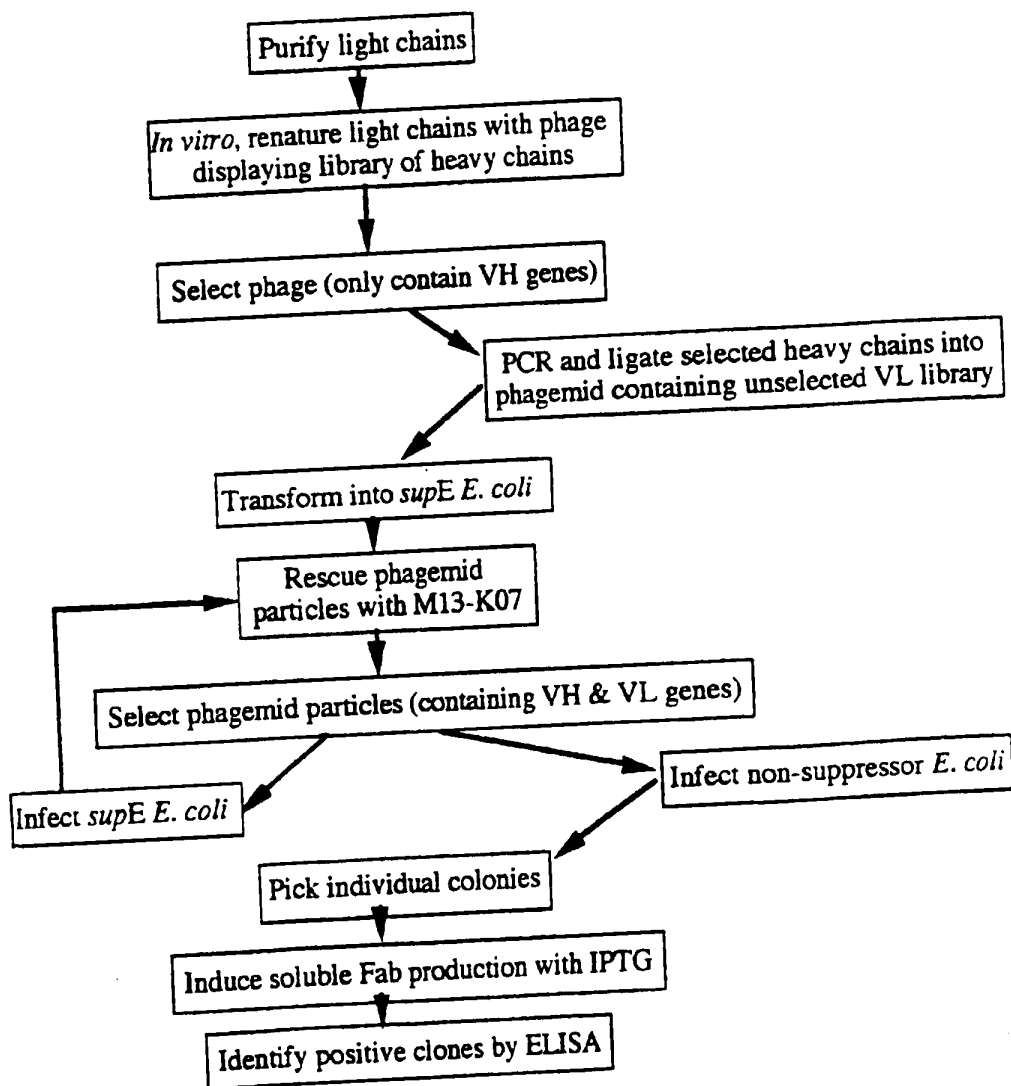 Purify light chains
In vitro, renature light chains with phage
displaying library of heavy chains
Select phage (only contain VH genes)
PCR and ligate selected heavy chains into
phagemid containing unselected VL library
Transform into supE E. coli
Rescue phagemid
particles with M13-K07
Select phagemid particles (containing VH & VL genes)
Infect supE E. coli
Infect non-suppressor E. coli
Pick individual colonies
Induce soluble Fab production with IPTG
Identify positive clones by ELISA